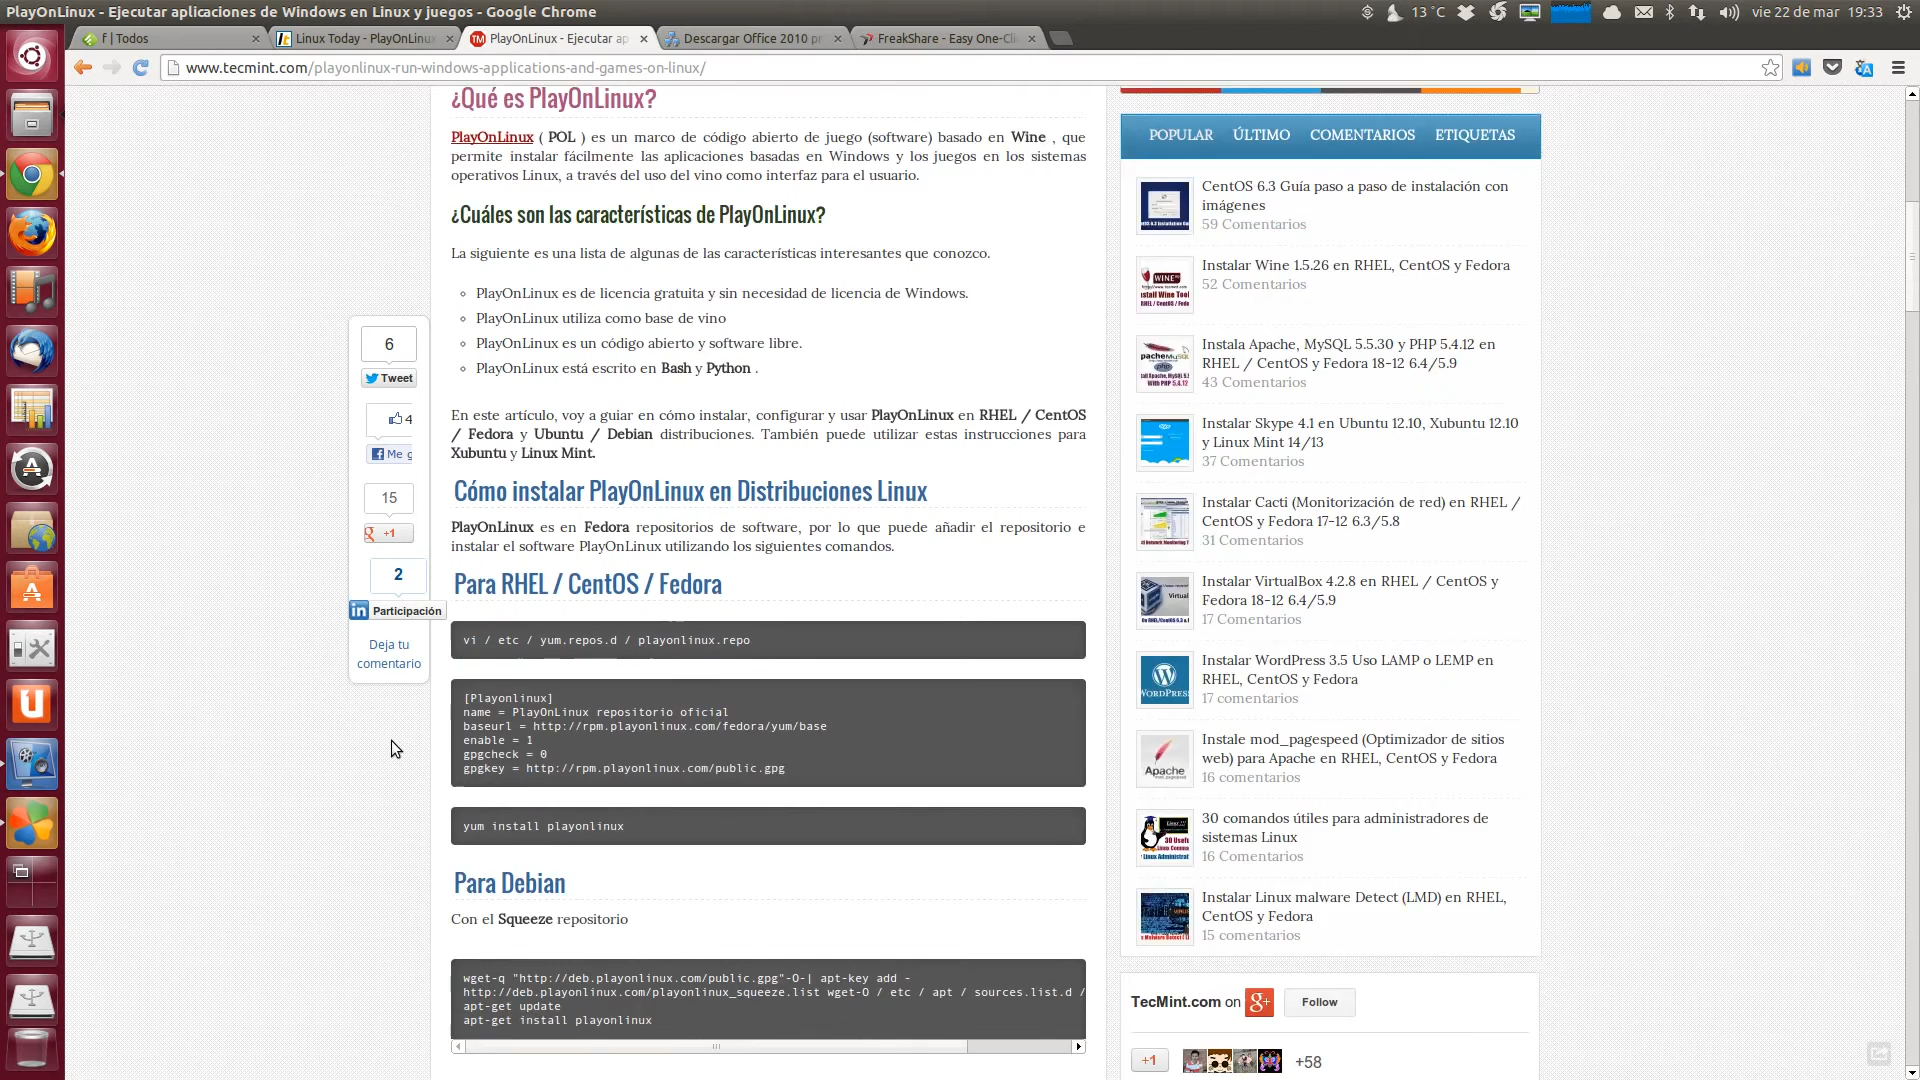 PlayOnLinux - Ejecutar aplicaciones de Windows en Linux y juegos - Google Chrome
13 °C
vie 22 de mar
19:33
f | Todos
Linux Today - PlayOnLinux
PlayOnLinux - Ejecutar ap
Descargar Office 2010 pr
FreakShare - Easy One-Cli
www.tecmint.com/playonlinux-run-windows-applications-and-games-on-linux/
¿Qué es PlayOnLinux?
PlayOnLinux ( POL ) es un marco de código abierto de juego (software) basado en Wine , que
permite instalar fácilmente las aplicaciones basadas en Windows y los juegos en los sistemas
operativos Linux, a través del uso del vino como interfaz para el usuario.
¿Cuáles son las características de PlayOnLinux?
La siguiente es una lista de algunas de las características interesantes que conozco.
PlayOnLinux es de licencia gratuita y sin necesidad de licencia de Windows.
PlayOnLinux utiliza como base de vino
PlayOnLinux es un código abierto y software libre.
PlayOnLinux está escrito en Bash y Python .
En este artículo, voy a guiar en cómo instalar, configurar y usar PlayOnLinux en RHEL / CentOS
/ Fedora y Ubuntu / Debian distribuciones. También puede utilizar estas instrucciones para
Xubuntu y Linux Mint.
Cómo instalar PlayOnLinux en Distribuciones Linux
PlayOnLinux es en Fedora repositorios de software, por lo que puede añadir el repositorio e
instalar el software PlayOnLinux utilizando los siguientes comandos.
Para RHEL / CentOS / Fedora
vi / etc / yum.repos.d / playonlinux.repo
[Playonlinux]
name = PlayOnLinux repositorio oficial
baseurl = http://rpm.playonlinux.com/fedora/yum/base
enable = 1
gpgcheck = 0
gpgkey = http://rpm.playonlinux.com/public.gpg
yum install playonlinux
Para Debian
Con el Squeeze repositorio
wget-q "http://deb.playonlinux.com/public.gpg"-O-| apt-key add -
http://deb.playonlinux.com/playonlinux_squeeze.list wget-O / etc / apt / sources.list.d /
apt-get update
apt-get install playonlinux
6
Tweet
4
Me g
15
+1
2
in Participación
Deja tu
comentario
POPULAR ÚLTIMO COMENTARIOS ETIQUETAS
CentOS 6.3 Guía paso a paso de instalación con
imágenes
59 Comentarios
Instalar Wine 1.5.26 en RHEL, CentOS y Fedora
52 Comentarios
Instala Apache, MySQL 5.5.30 y PHP 5.4.12 en
RHEL / CentOS y Fedora 18-12 6.4/5.9
43 Comentarios
Instalar Skype 4.1 en Ubuntu 12.10, Xubuntu 12.10
y Linux Mint 14/13
37 Comentarios
Instalar Cacti (Monitorización de red) en RHEL /
CentOS y Fedora 17-12 6.3/5.8
31 Comentarios
Instalar VirtualBox 4.2.8 en RHEL / CentOS y
Fedora 18-12 6.4/5.9
17 Comentarios
Instalar WordPress 3.5 Uso LAMP o LEMP en
RHEL, CentOS y Fedora
17 comentarios
Instale mod_pagespeed (Optimizador de sitios
web) para Apache en RHEL, CentOS y Fedora
16 comentarios
30 comandos útiles para administradores de
sistemas Linux
16 Comentarios
Instalar Linux malware Detect (LMD) en RHEL,
CentOS y Fedora
15 comentarios
TecMint.com on g+ Follow
+1
+58